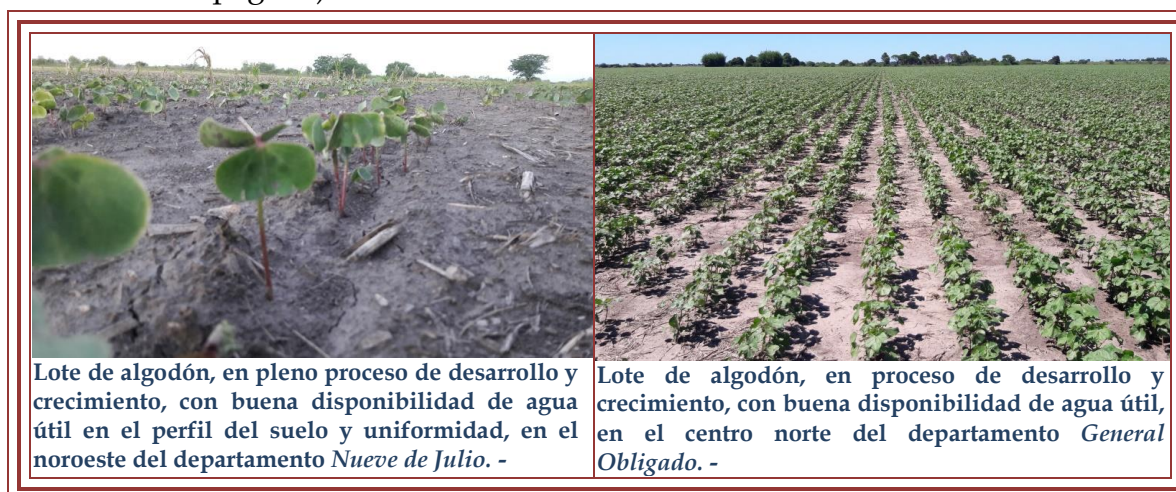 Lote de algodón, en pleno proceso de desarrollo y
crecimiento, con buena disponibilidad de agua
útil en el perfil del suelo y uniformidad, en el
noroeste del departamento Nueve de Julio. -
Lote de algodón, en proceso de desarrollo y
crecimiento, con buena disponibilidad de agua útil,
en el centro norte del departamento General
Obligado. -